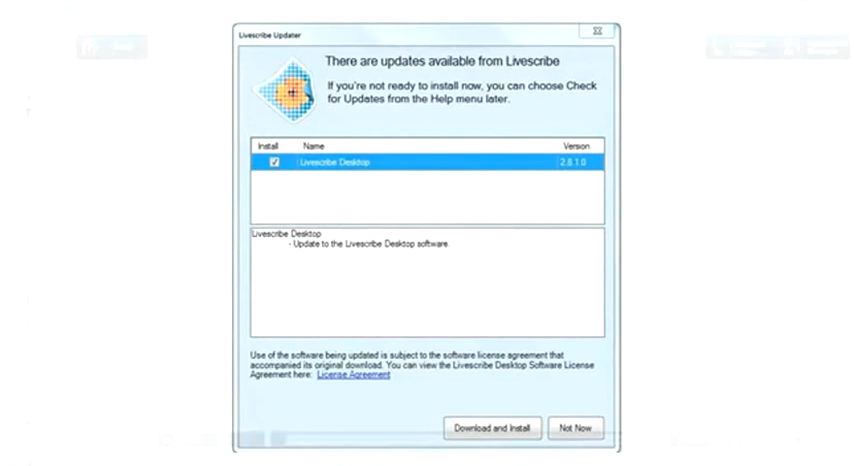 Livescribe Updater
There are updates available from Livescribe
If you're not ready to install now, you can choose Check
for Updates from the Help menu later.
Install Name Version
Livescribe Desktop 2.8.1.0
Livescribe Desktop
- Update to the Livescribe Desktop software.
Use of the software being updated is subject to the software license agreement that
accompanied its original download. You can view the Livescribe Desktop Software License
Agreement here: License Agreement
Download and Install Not Now